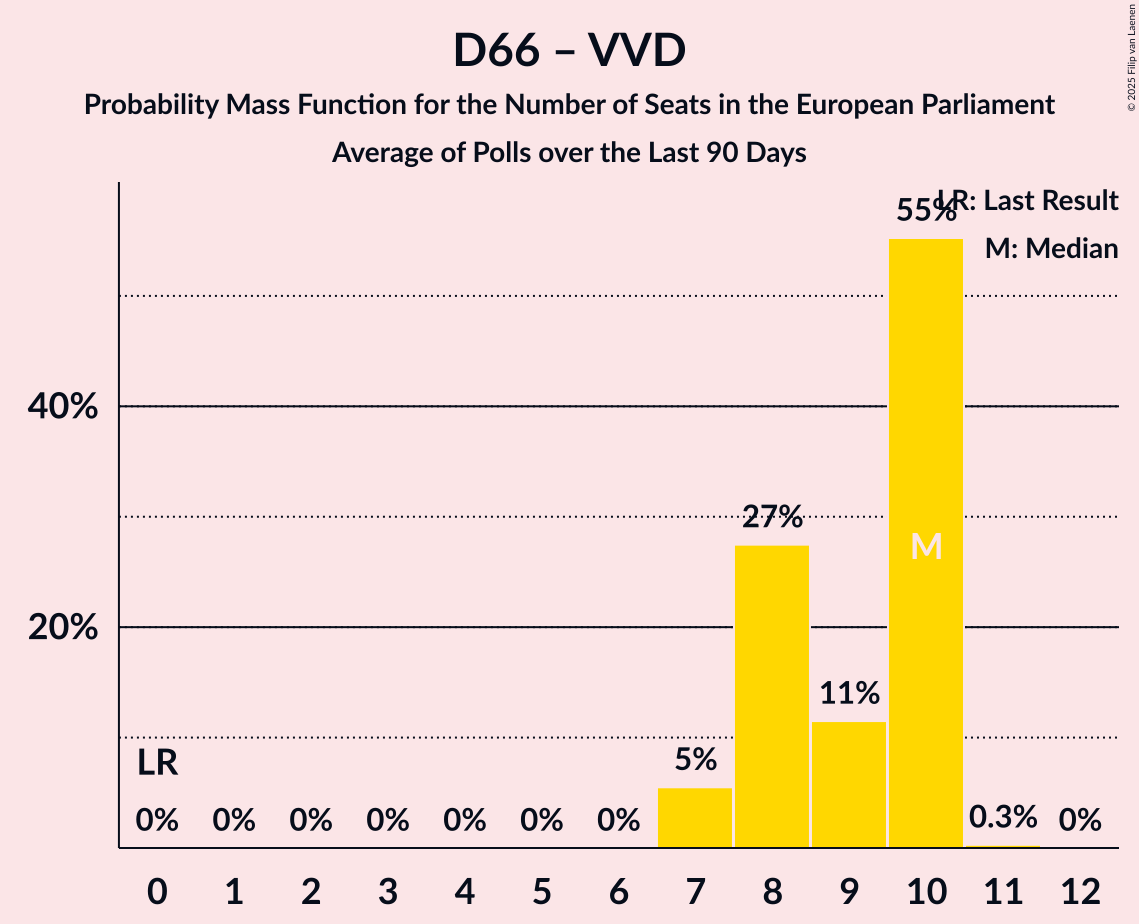 D66 – VVD
Probability Mass Function for the Number of Seats in the European Parliament
Average of Polls over the Last 90 Days
© 2025 Filip van Laenen
LR: Last Result
M: Median
55%
40%
27%
M
20%
11%
5%
LR
0% 0% 0% 0% 0% 0% 0% 0.3% 0%
0 1 2 3 4 5 6 7 8 9 10 11 12